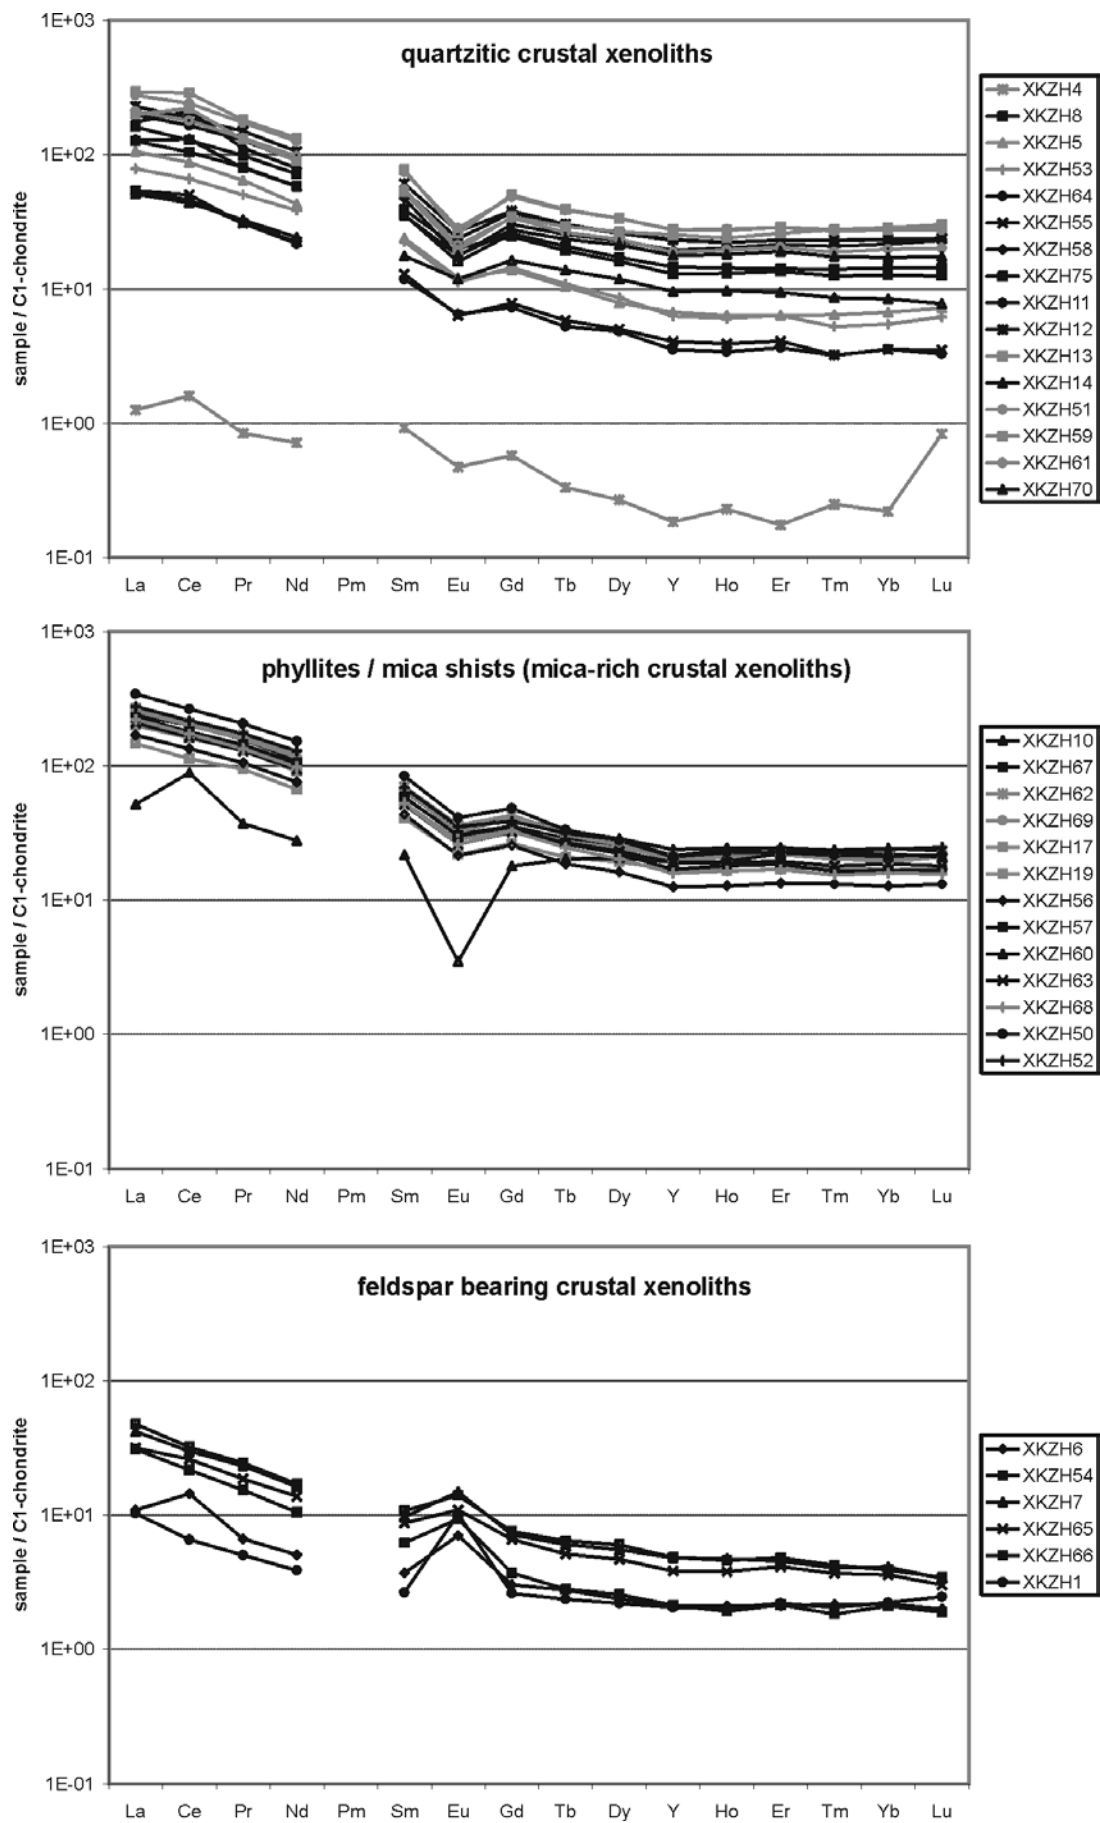 quartzitic crustal xenoliths
sample / C1-chondrite
1E+03
1E+02
1E+01
1E+00
1E-01
La Ce Pr Nd Pm Sm Eu Gd Tb Dy Y Ho Er Tm Yb Lu
XKZH4
XKZH8
XKZH5
XKZH53
XKZH64
XKZH55
XKZH58
XKZH75
XKZH11
XKZH12
XKZH13
XKZH14
XKZH51
XKZH59
XKZH61
XKZH70
phyllites / mica shists (mica-rich crustal xenoliths)
sample / C1-chondrite
1E+03
1E+02
1E+01
1E+00
1E-01
La Ce Pr Nd Pm Sm Eu Gd Tb Dy Y Ho Er Tm Yb Lu
XKZH10
XKZH67
XKZH62
XKZH69
XKZH17
XKZH19
XKZH56
XKZH57
XKZH60
XKZH63
XKZH68
XKZH50
XKZH52
feldspar bearing crustal xenoliths
sample / C1-chondrite
1E+03
1E+02
1E+01
1E+00
1E-01
La Ce Pr Nd Pm Sm Eu Gd Tb Dy Y Ho Er Tm Yb Lu
XKZH6
XKZH54
XKZH7
XKZH65
XKZH66
XKZH1